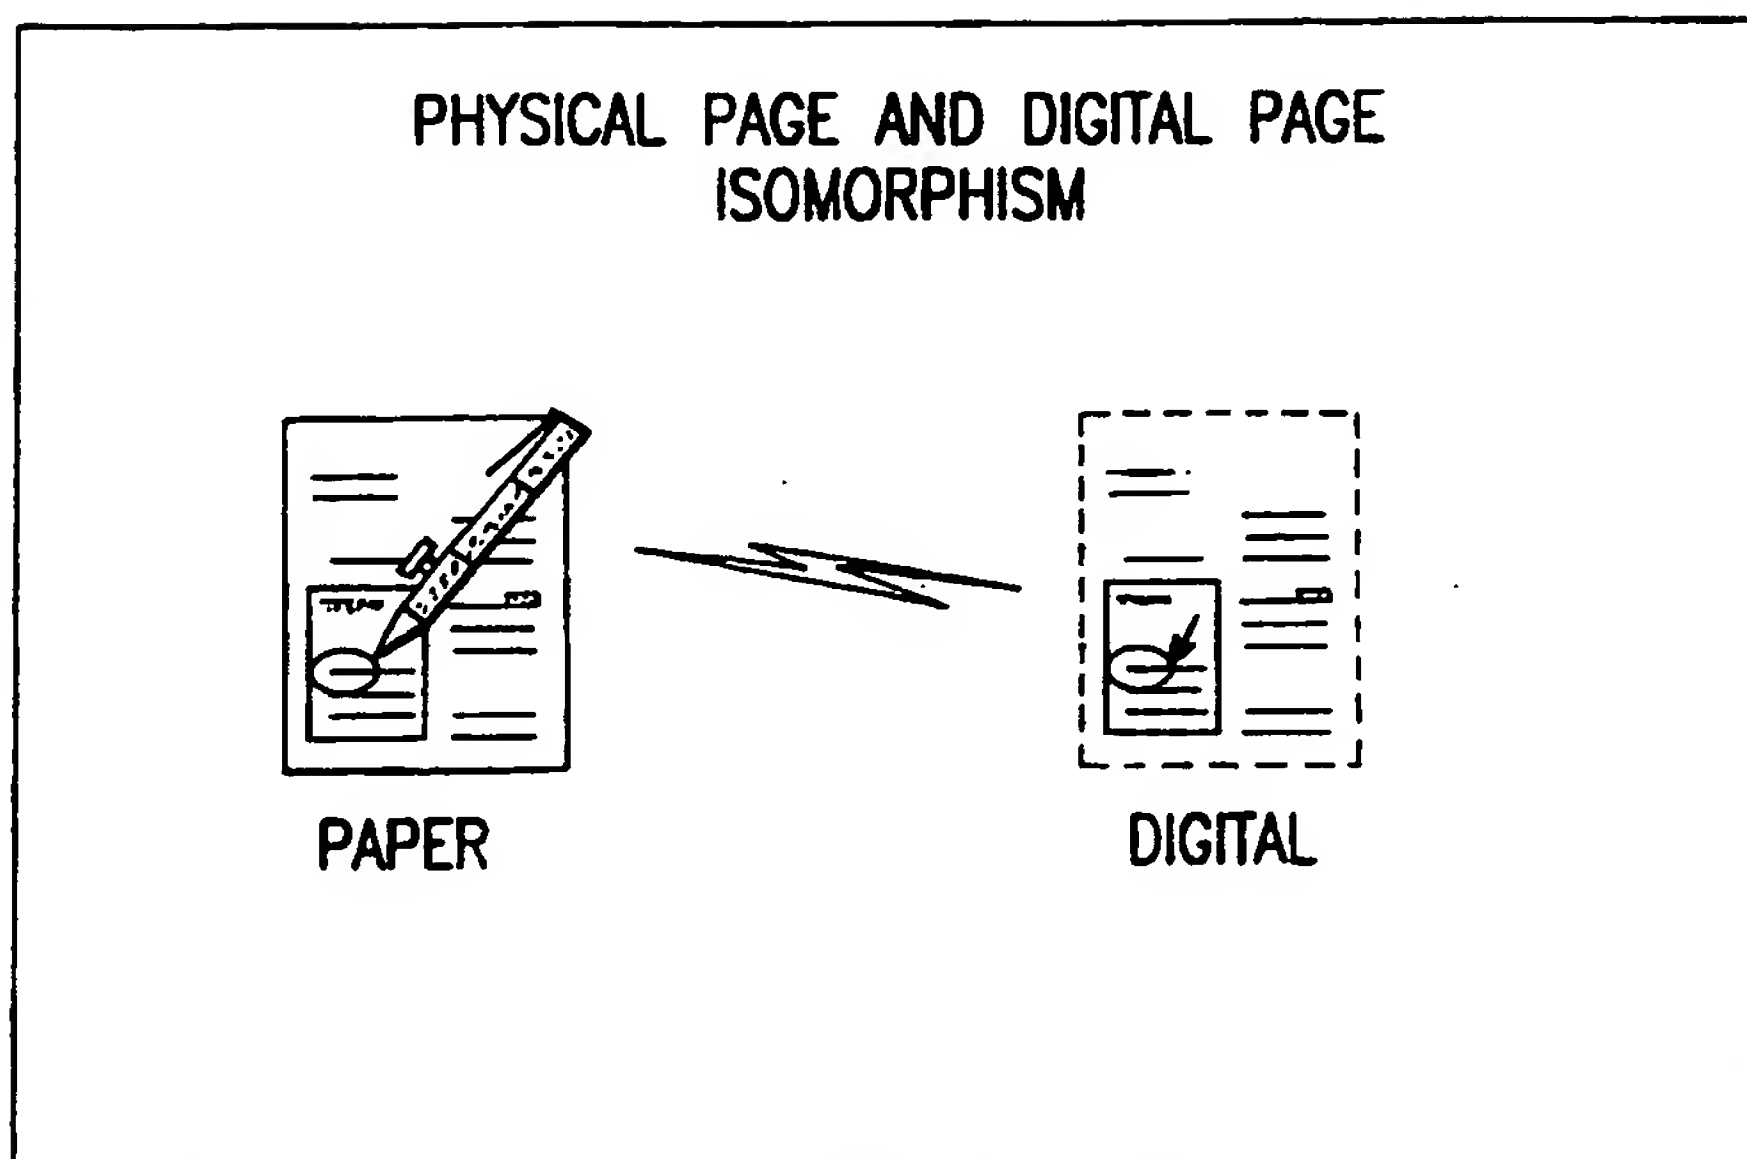 PHYSICAL PAGE AND DIGITAL PAGE
ISOMORPHISM
PAPER
DIGITAL